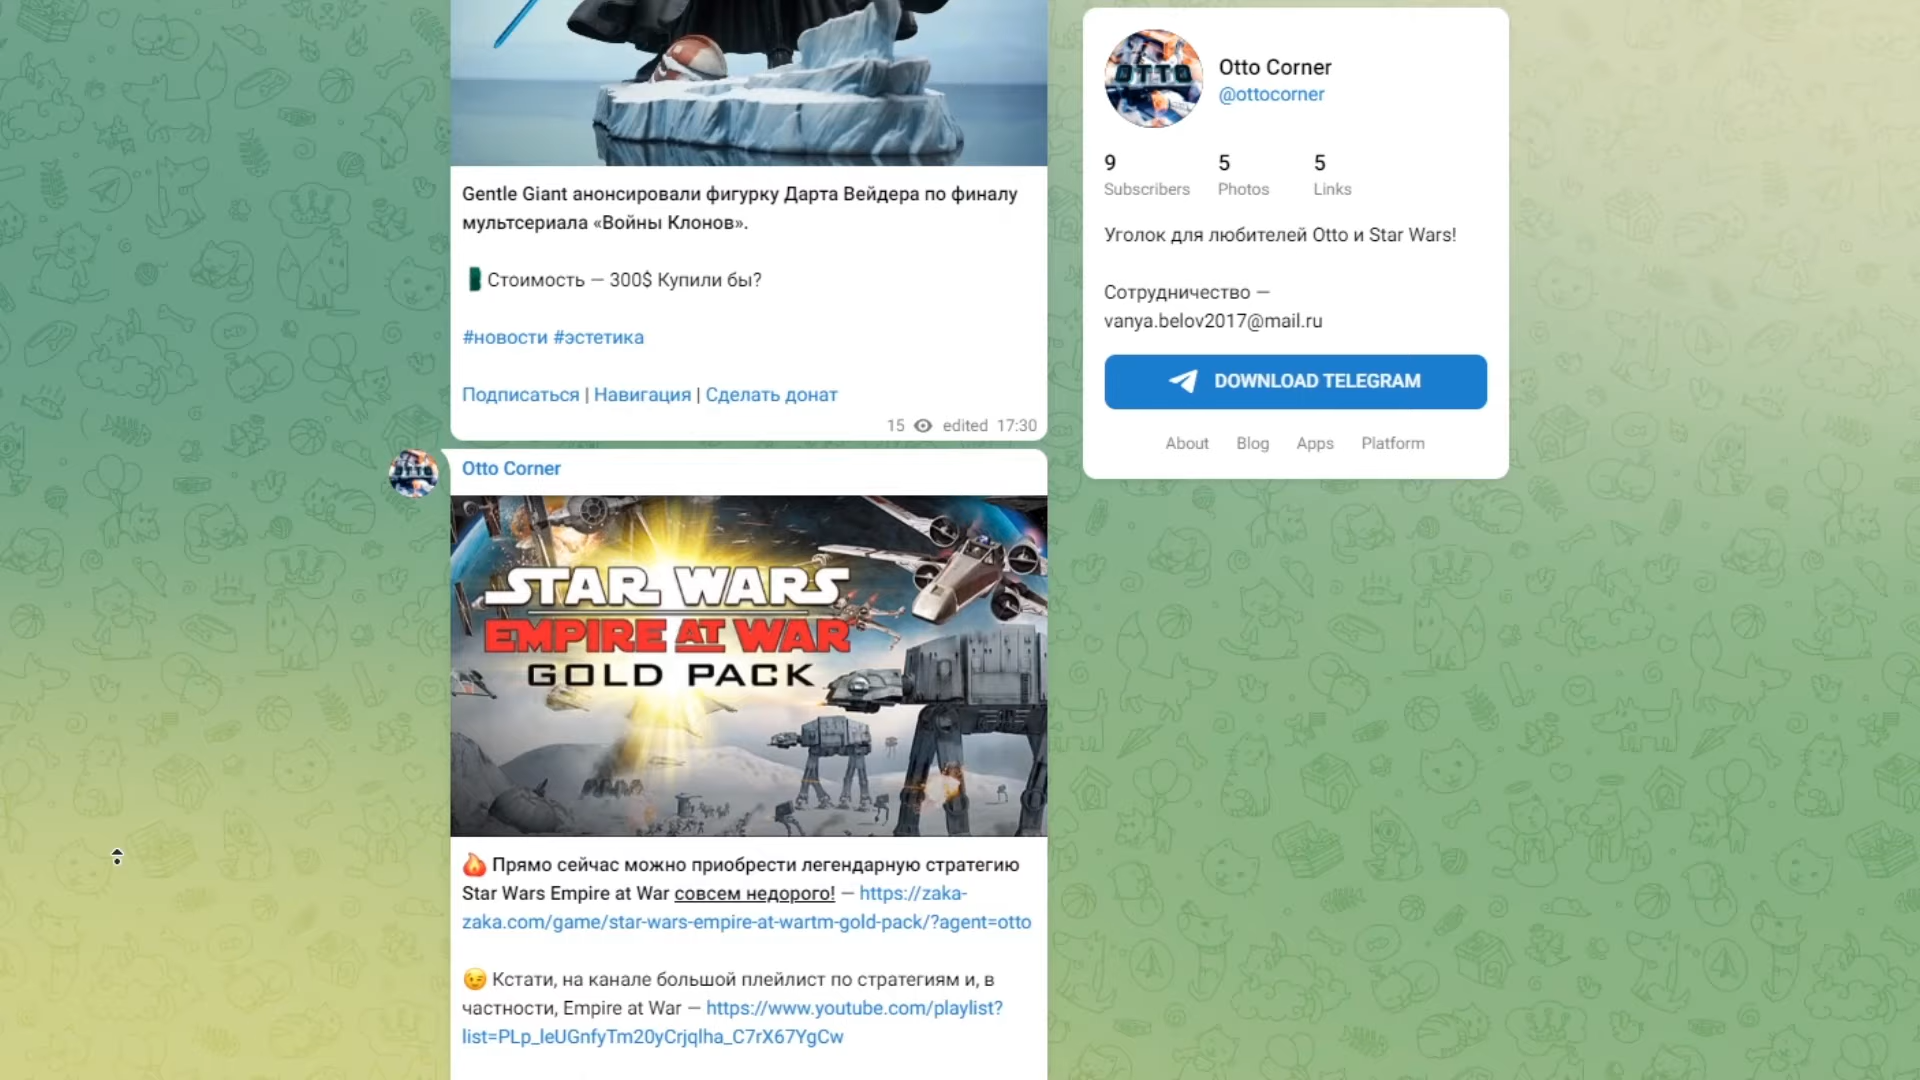 Gentle Giant анонсировали фигурку Дарта Вейдера по финалу
мультсериала «Войны Клонов».
Стоимость — 300$ Купили бы?
#новости #эстетика
Подписаться | Навигация | Сделать донат
15 edited 17:30
Otto Corner
STAR WARS
EMPIRE AT WAR
GOLD PACK
🔥 Прямо сейчас можно приобрести легендарную стратегию
Star Wars Empire at War совсем недорого! — https://zaka-
zaka.com/game/star-wars-empire-at-wartm-gold-pack/?agent=otto
😉 Кстати, на канале большой плейлист по стратегиям и, в
частности, Empire at War — https://www.youtube.com/playlist?
list=PLp_leUGnfyTm20yCrjqlha_C7rX67YgCw
OTTO
Otto Corner
@ottocorner
9 5 5
Subscribers Photos Links
Уголок для любителей Otto и Star Wars!
Сотрудничество —
vanya.belov2017@mail.ru
DOWNLOAD TELEGRAM
About Blog Apps Platform